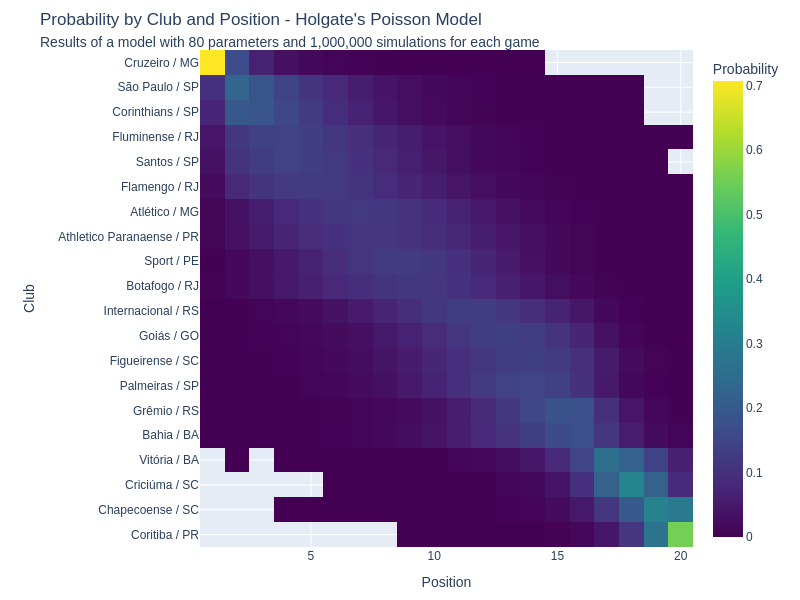 Probability by Club and Position - Holgate's Poisson Model
Results of a model with 80 parameters and 1,000,000 simulations for each game
Probability
Club
Cruzeiro / MG
São Paulo / SP
Corinthians / SP
Fluminense / RJ
Santos / SP
Flamengo / RJ
Atlético / MG
Athletico Paranaense / PR
Sport / PE
Botafogo / RJ
Internacional / RS
Goiás / GO
Figueirense / SC
Palmeiras / SP
Grêmio / RS
Bahia / BA
Vitória / BA
Criciúma / SC
Chapecoense / SC
Coritiba / PR
0.7
0.6
0.5
0.4
0.3
0.2
0.1
0
5 10 15 20
Position